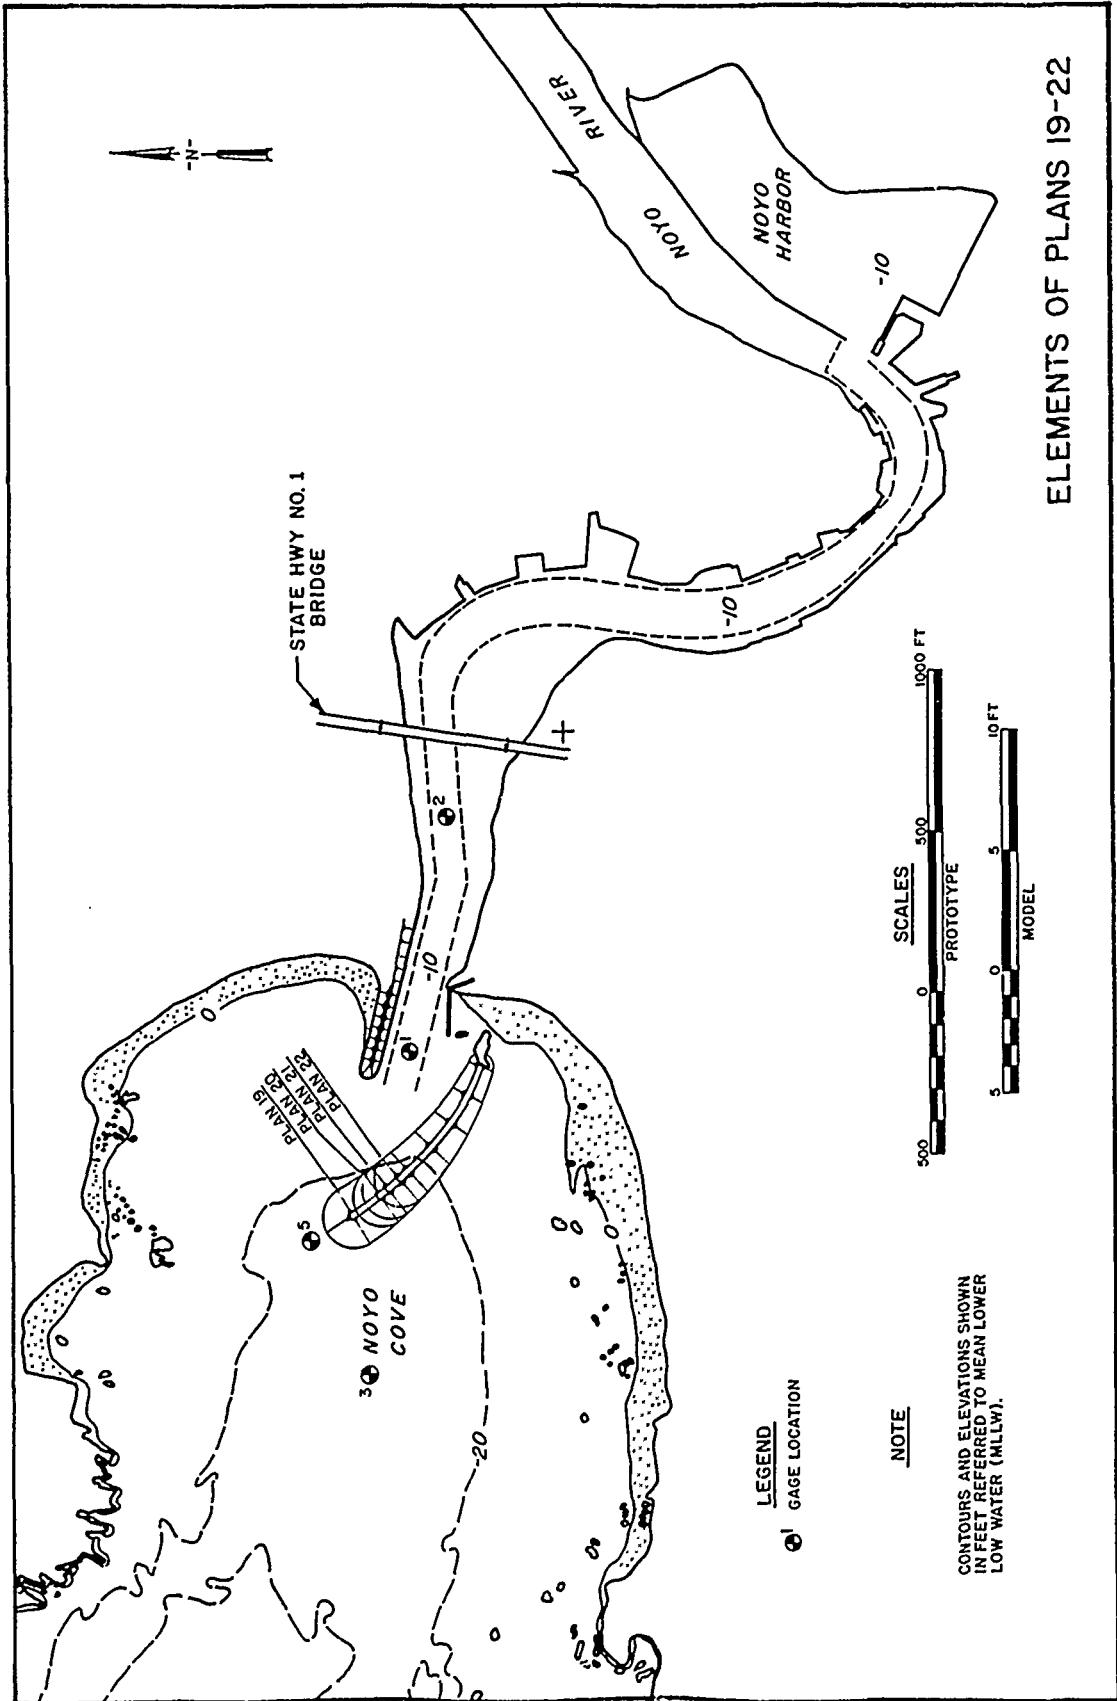 -N-
STATE HWY NO. 1
BRIDGE
NOYO
RIVER
NOYO
HARBOR
-10
-10
-10
2
1
5
3
0
0
0
PLAN 19
PLAN 20
PLAN 21
PLAN 22
NOYO
COVE
-20
LEGEND
1 GAGE LOCATION
NOTE
CONTOURS AND ELEVATIONS SHOWN
IN FEET REFERRED TO MEAN LOWER
LOW WATER (MLLW).
SCALES
500 0 500 1000 FT
PROTOTYPE
5 0 5 10 FT
MODEL
ELEMENTS OF PLANS 19-22